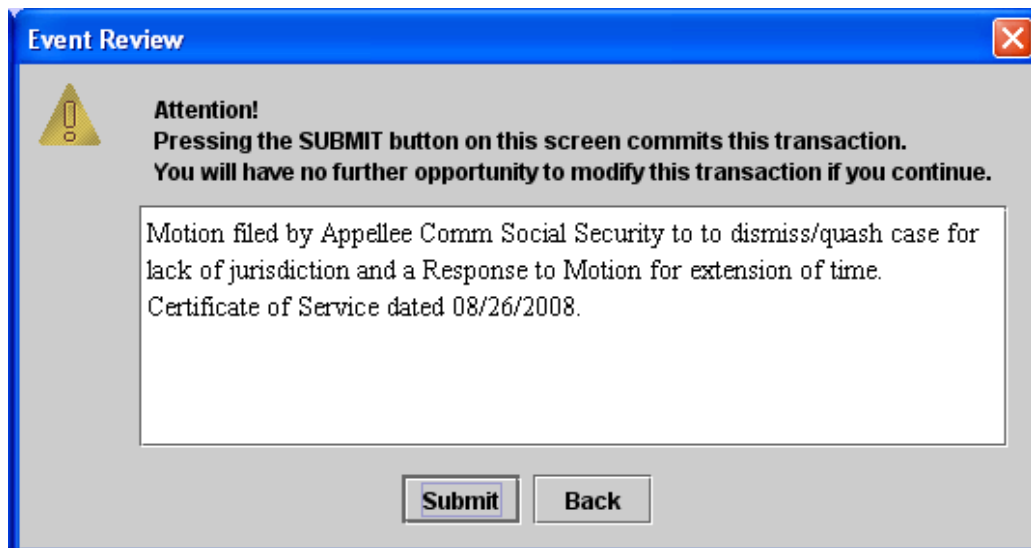 Event Review
Attention!
Pressing the SUBMIT button on this screen commits this transaction.
You will have no further opportunity to modify this transaction if you continue.
Motion filed by Appellee Comm Social Security to to dismiss/quash case for
lack of jurisdiction and a Response to Motion for extension of time.
Certificate of Service dated 08/26/2008.
Submit Back